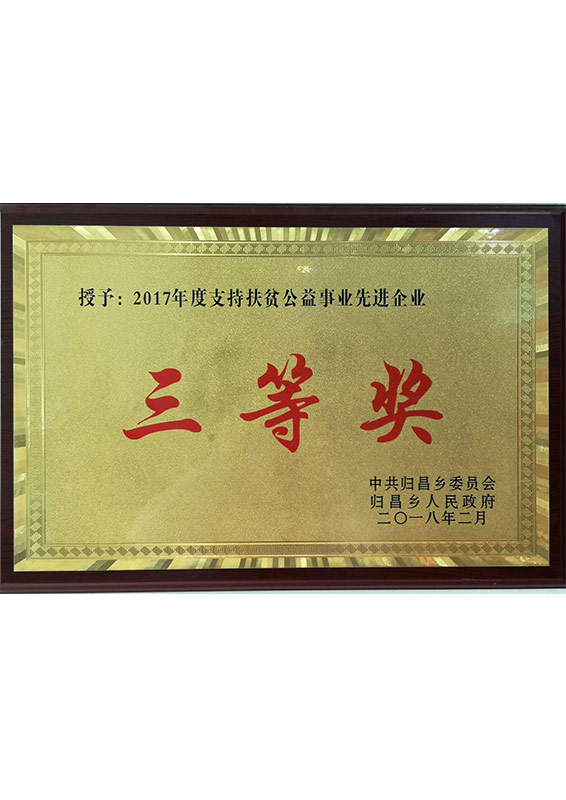 授予：2017年度支持扶贫公益事业先进企业
三等奖
中共归昌乡委员会
归昌乡人民政府
二〇一八年二月